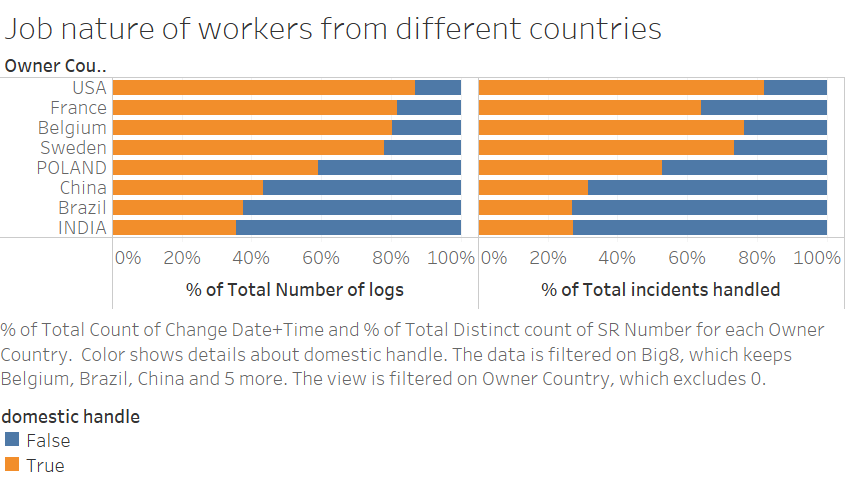 Job nature of workers from different countries
Owner Cou..
USA
France
Belgium
Sweden
POLAND
China
Brazil
INDIA
0% 20% 40% 60% 80% 100% 0% 20% 40% 60% 80% 100%
% of Total Number of logs % of Total incidents handled
% of Total Count of Change Date+Time and % of Total Distinct count of SR Number for each Owner
Country. Color shows details about domestic handle. The data is filtered on Big8, which keeps
Belgium, Brazil, China and 5 more. The view is filtered on Owner Country, which excludes 0.
domestic handle
False
True